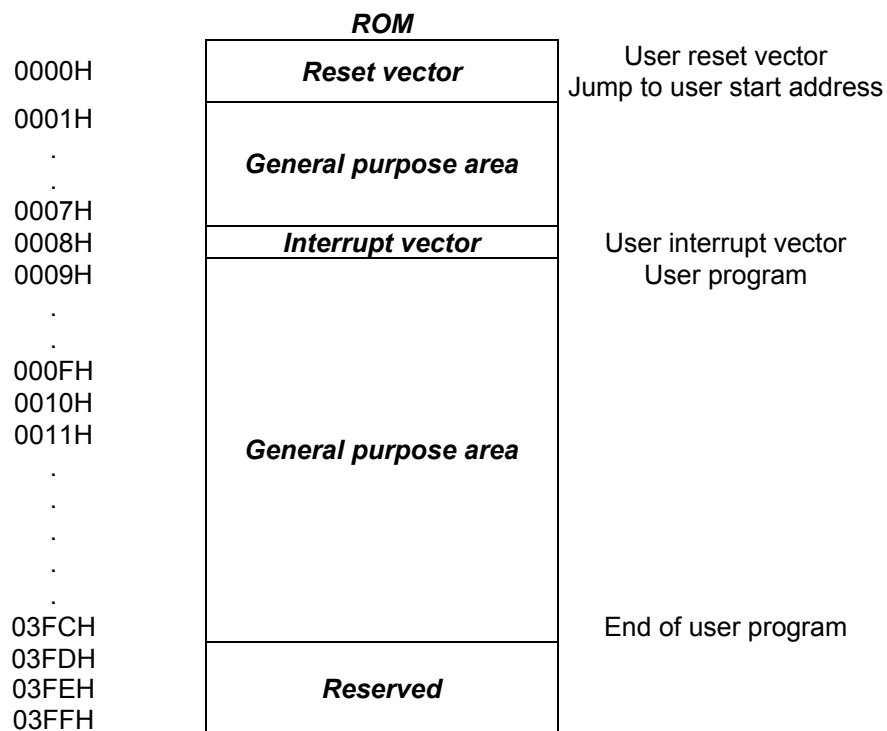 ROM
0000H Reset vector User reset vector
Jump to user start address
0001H
.
General purpose area
.
0007H
0008H Interrupt vector User interrupt vector
0009H User program
.
.
000FH
0010H
0011H
General purpose area
.
.
.
.
.
03FCH End of user program
03FDH
03FEH Reserved
03FFH